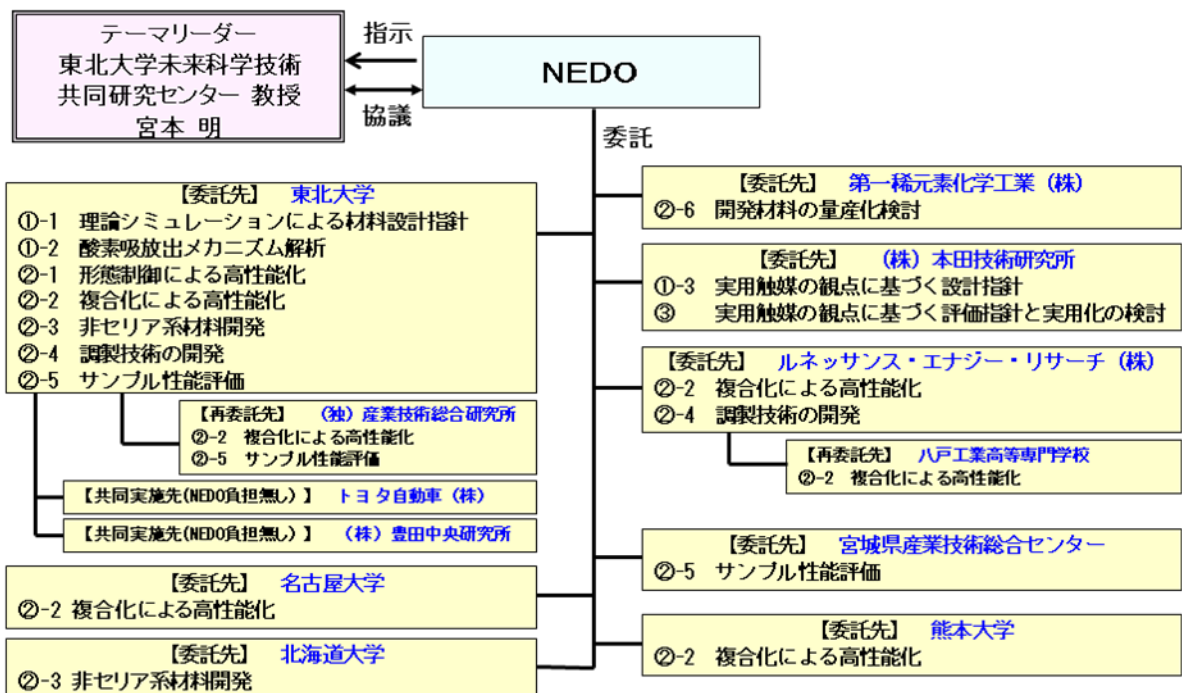 テーマリーダー
東北大学未来科学技術
共同研究センター 教授
宮本 明
指示
協議
NEDO
委託
【委託先】 東北大学
①-1 理論シミュレーションによる材料設計指針
①-2 酸素吸放出メカニズム解析
②-1 形態制御による高性能化
②-2 複合化による高性能化
②-3 非セリア系材料開発
②-4 調製技術の開発
②-5 サンプル性能評価
【再委託先】 (独)産業技術総合研究所
②-2 複合化による高性能化
②-5 サンプル性能評価
【共同実施先(NEDO負担無し)】 トヨタ自動車(株)
【共同実施先(NEDO負担無し)】 (株)豊田中央研究所
【委託先】 名古屋大学
②-2 複合化による高性能化
【委託先】 北海道大学
②-3 非セリア系材料開発
【委託先】 第一稀元素化学工業(株)
②-6 開発材料の量産化検討
【委託先】 (株)本田技術研究所
①-3 実用触媒の観点に基づく設計指針
③ 実用触媒の観点に基づく評価指針と実用化の検討
【委託先】 ルネッサンス・エナジー・リサーチ(株)
②-2 複合化による高性能化
②-4 調製技術の開発
【再委託先】 八戸工業高等専門学校
②-2 複合化による高性能化
【委託先】 宮城県産業技術総合センター
②-5 サンプル性能評価
【委託先】 熊本大学
②-2 複合化による高性能化